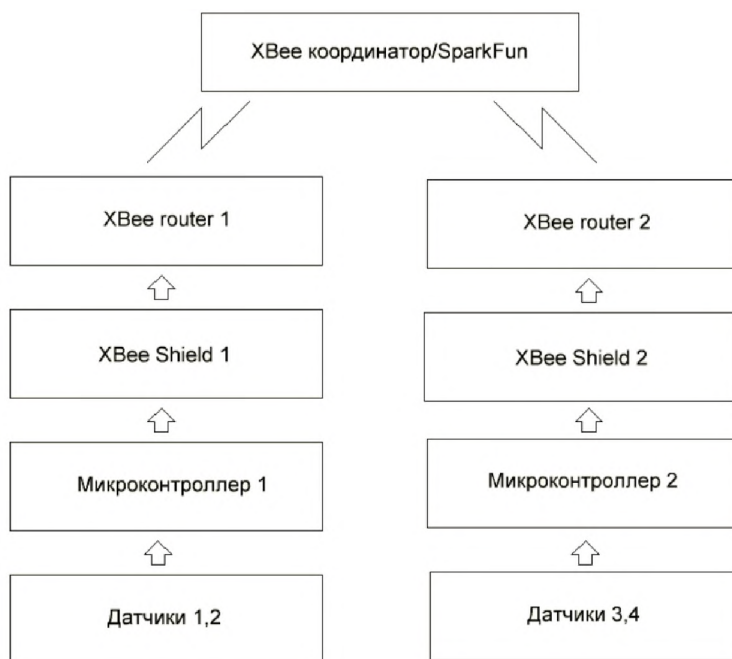 XBee координатор/SparkFun
XBee router 1
XBee router 2
XBee Shield 1
XBee Shield 2
Микроконтроллер 1
Микроконтроллер 2
Датчики 1,2
Датчики 3,4